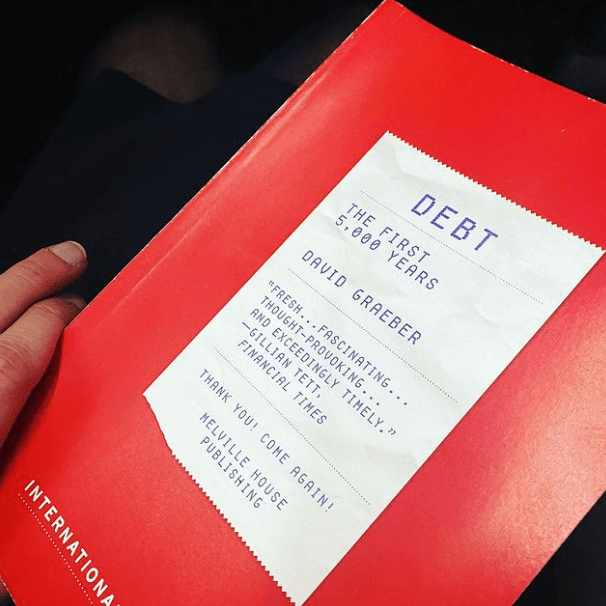 DEBT
THE FIRST
5,000 YEARS
DAVID GRAEBER
"FRESH...FASCINATING...
THOUGHT-PROVOKING...
AND EXCEEDINGLY TIMELY."
—GILLIAN TETT,
FINANCIAL TIMES
THANK YOU! COME AGAIN!
MELVILLE HOUSE
PUBLISHING
INTERNATIONA